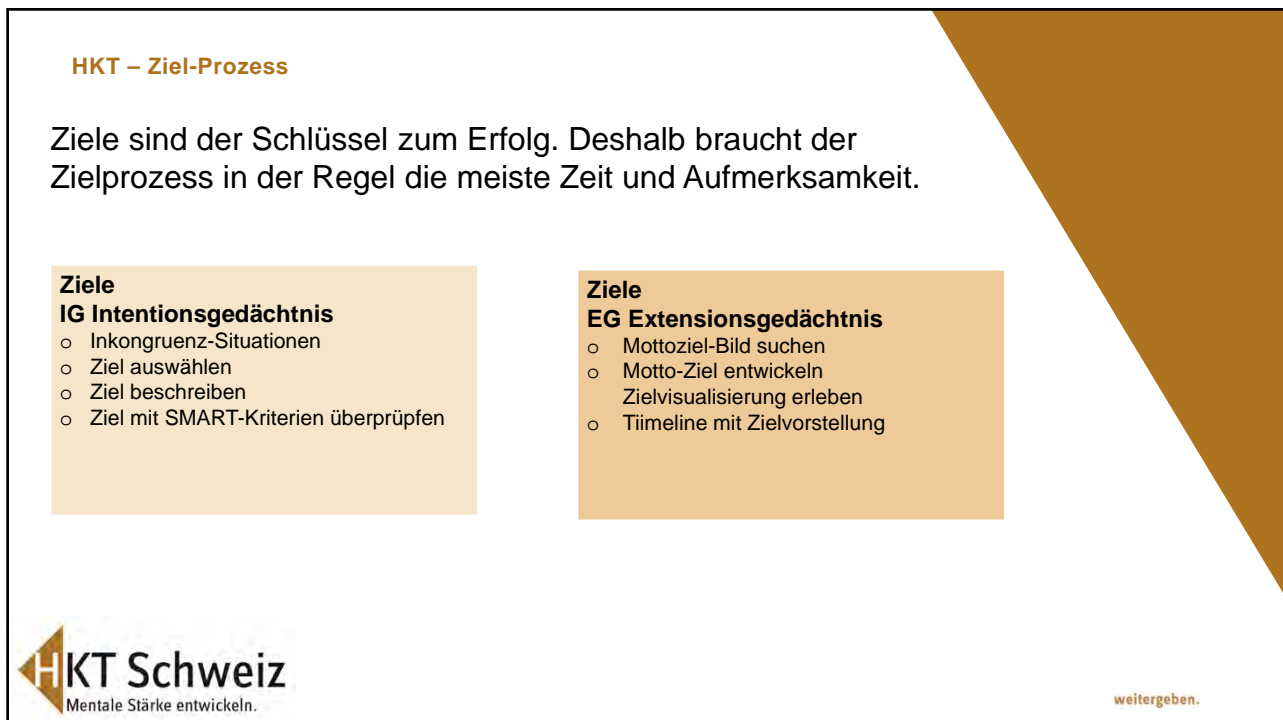 HKT – Ziel-Prozess
Ziele sind der Schlüssel zum Erfolg. Deshalb braucht der
Zielprozess in der Regel die meiste Zeit und Aufmerksamkeit.
Ziele
IG Intentionsgedächtnis
o Inkongruenz-Situationen
o Ziel auswählen
o Ziel beschreiben
o Ziel mit SMART-Kriterien überprüfen
Ziele
EG Extensionsgedächtnis
o Mottoziel-Bild suchen
o Motto-Ziel entwickeln
Zielvisualisierung erleben
o Tiimeline mit Zielvorstellung
HKT Schweiz
Mentale Stärke entwickeln.
weitergeben.